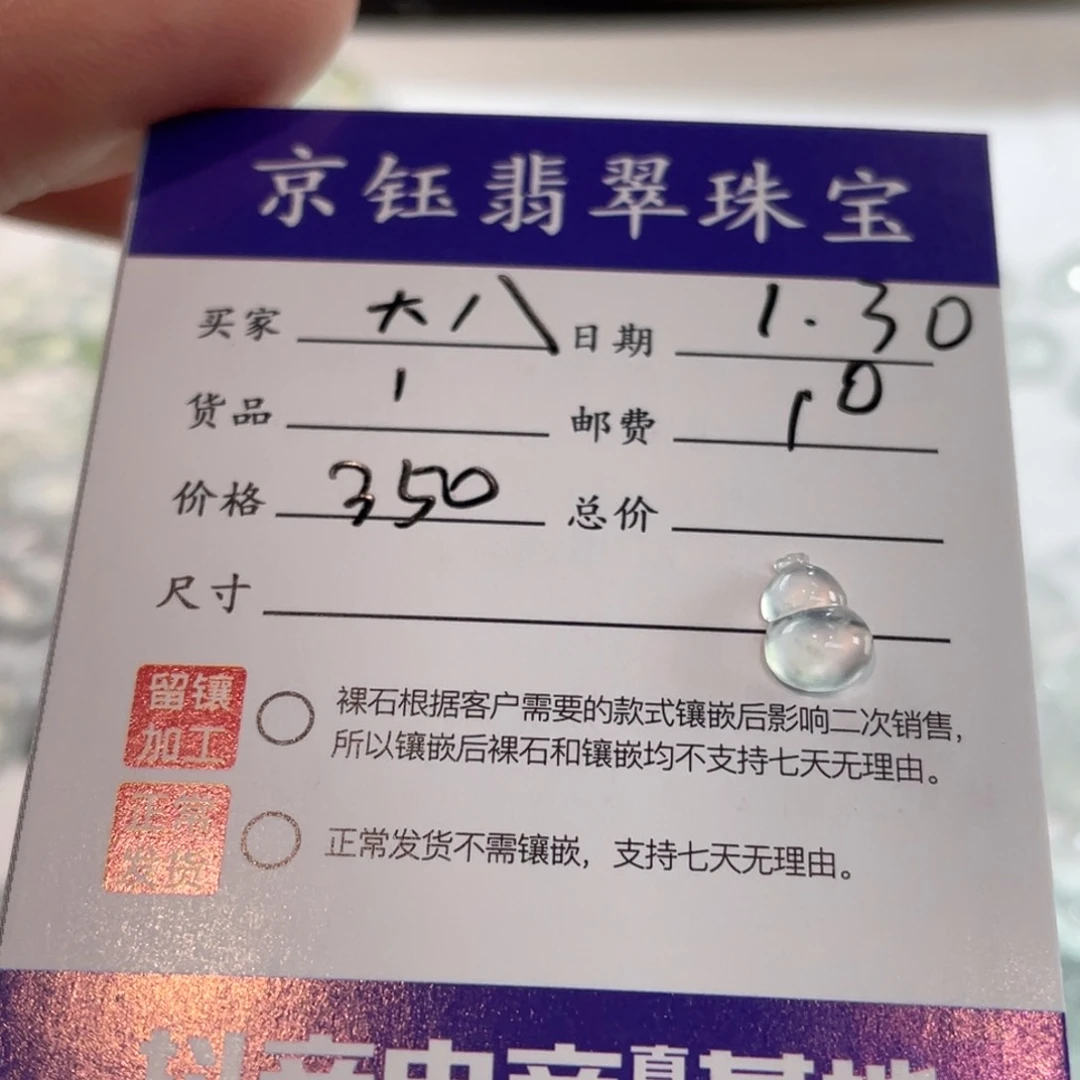 京钰翡翠珠宝
买家 大八 日期 1.30
货品 1 邮费 10
价格 350 总价
尺寸
留镶
加工
裸石根据客户需要的款式镶嵌后影响二次销售，
所以镶嵌后裸石和镶嵌均不支持七天无理由。
正常
发货
正常发货不需镶嵌，支持七天无理由。